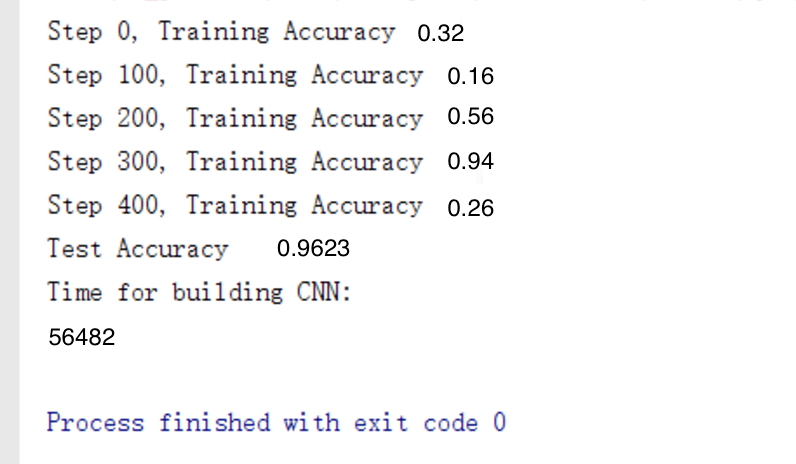 Step 0, Training Accuracy 0.32
Step 100, Training Accuracy 0.16
Step 200, Training Accuracy 0.56
Step 300, Training Accuracy 0.94
Step 400, Training Accuracy 0.26
Test Accuracy 0.9623
Time for building CNN:
56482
Process finished with exit code 0